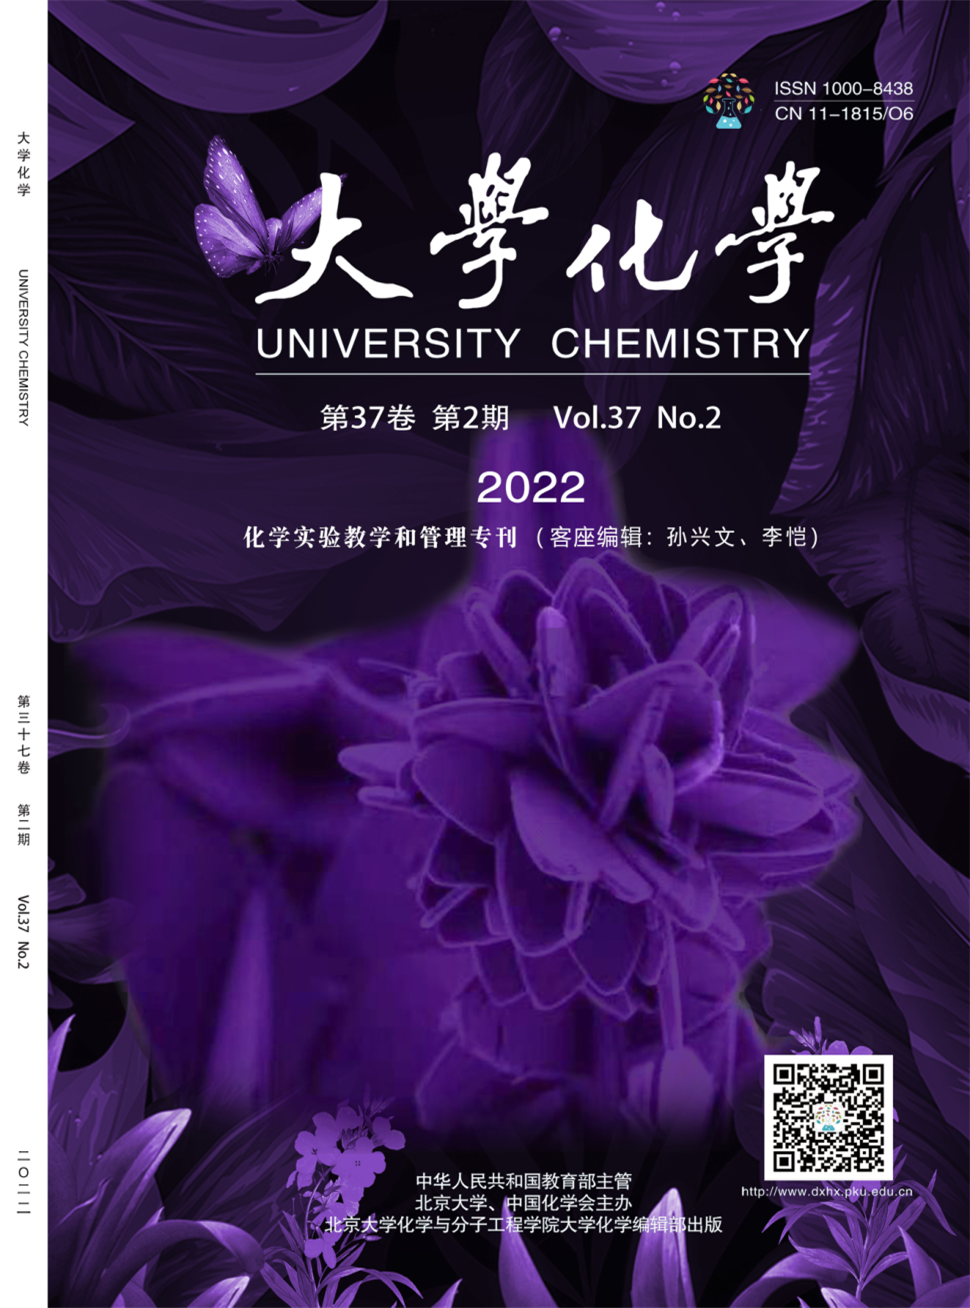 大学化学
UNIVERSITY CHEMISTRY
第三十七卷
第二期
Vol.37 No.2
二〇二二
ISSN 1000-8438
CN 11-1815/O6
大學化學
UNIVERSITY CHEMISTRY
第37卷 第2期 Vol.37 No.2
2022
化学实验教学和管理专刊（客座编辑：孙兴文、李恺）
http://www.dxhx.pku.edu.cn
中华人民共和国教育部主管
北京大学、中国化学会主办
北京大学化学与分子工程学院大学化学编辑部出版